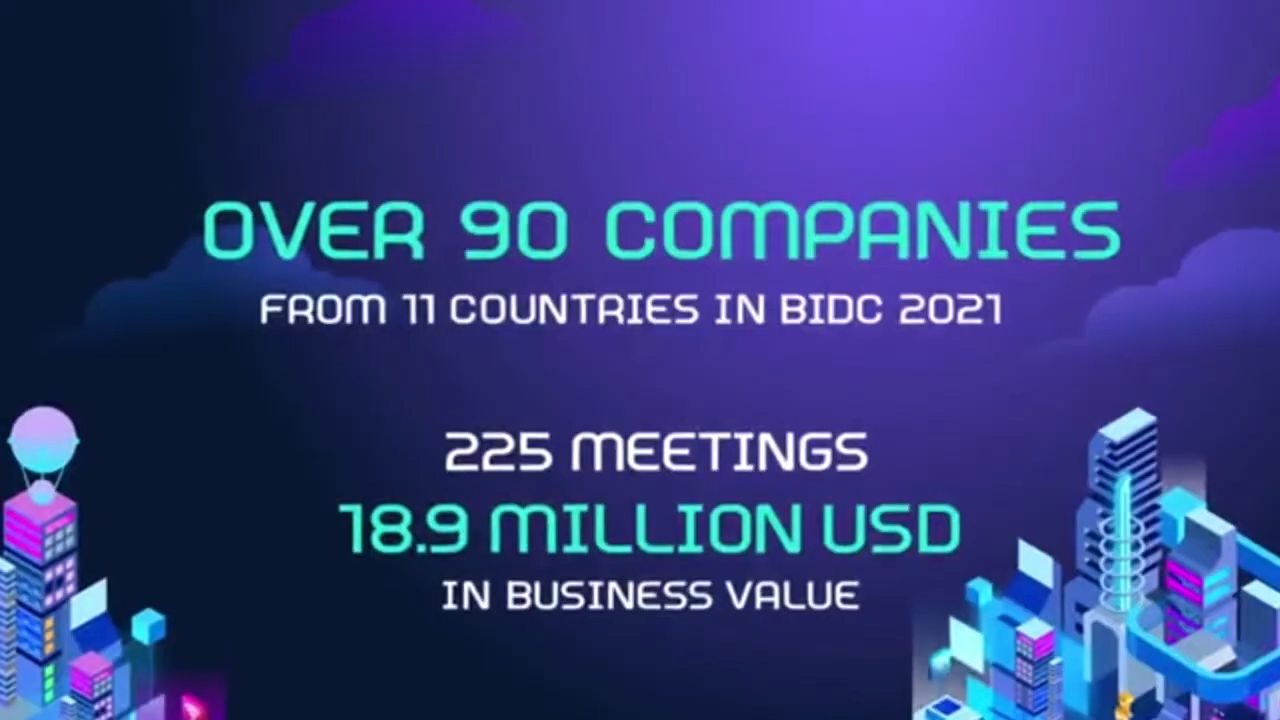 OVER 90 COMPANIES
FROM 11 COUNTRIES IN BIDC 2021
225 MEETINGS
18.9 MILLION USD
IN BUSINESS VALUE